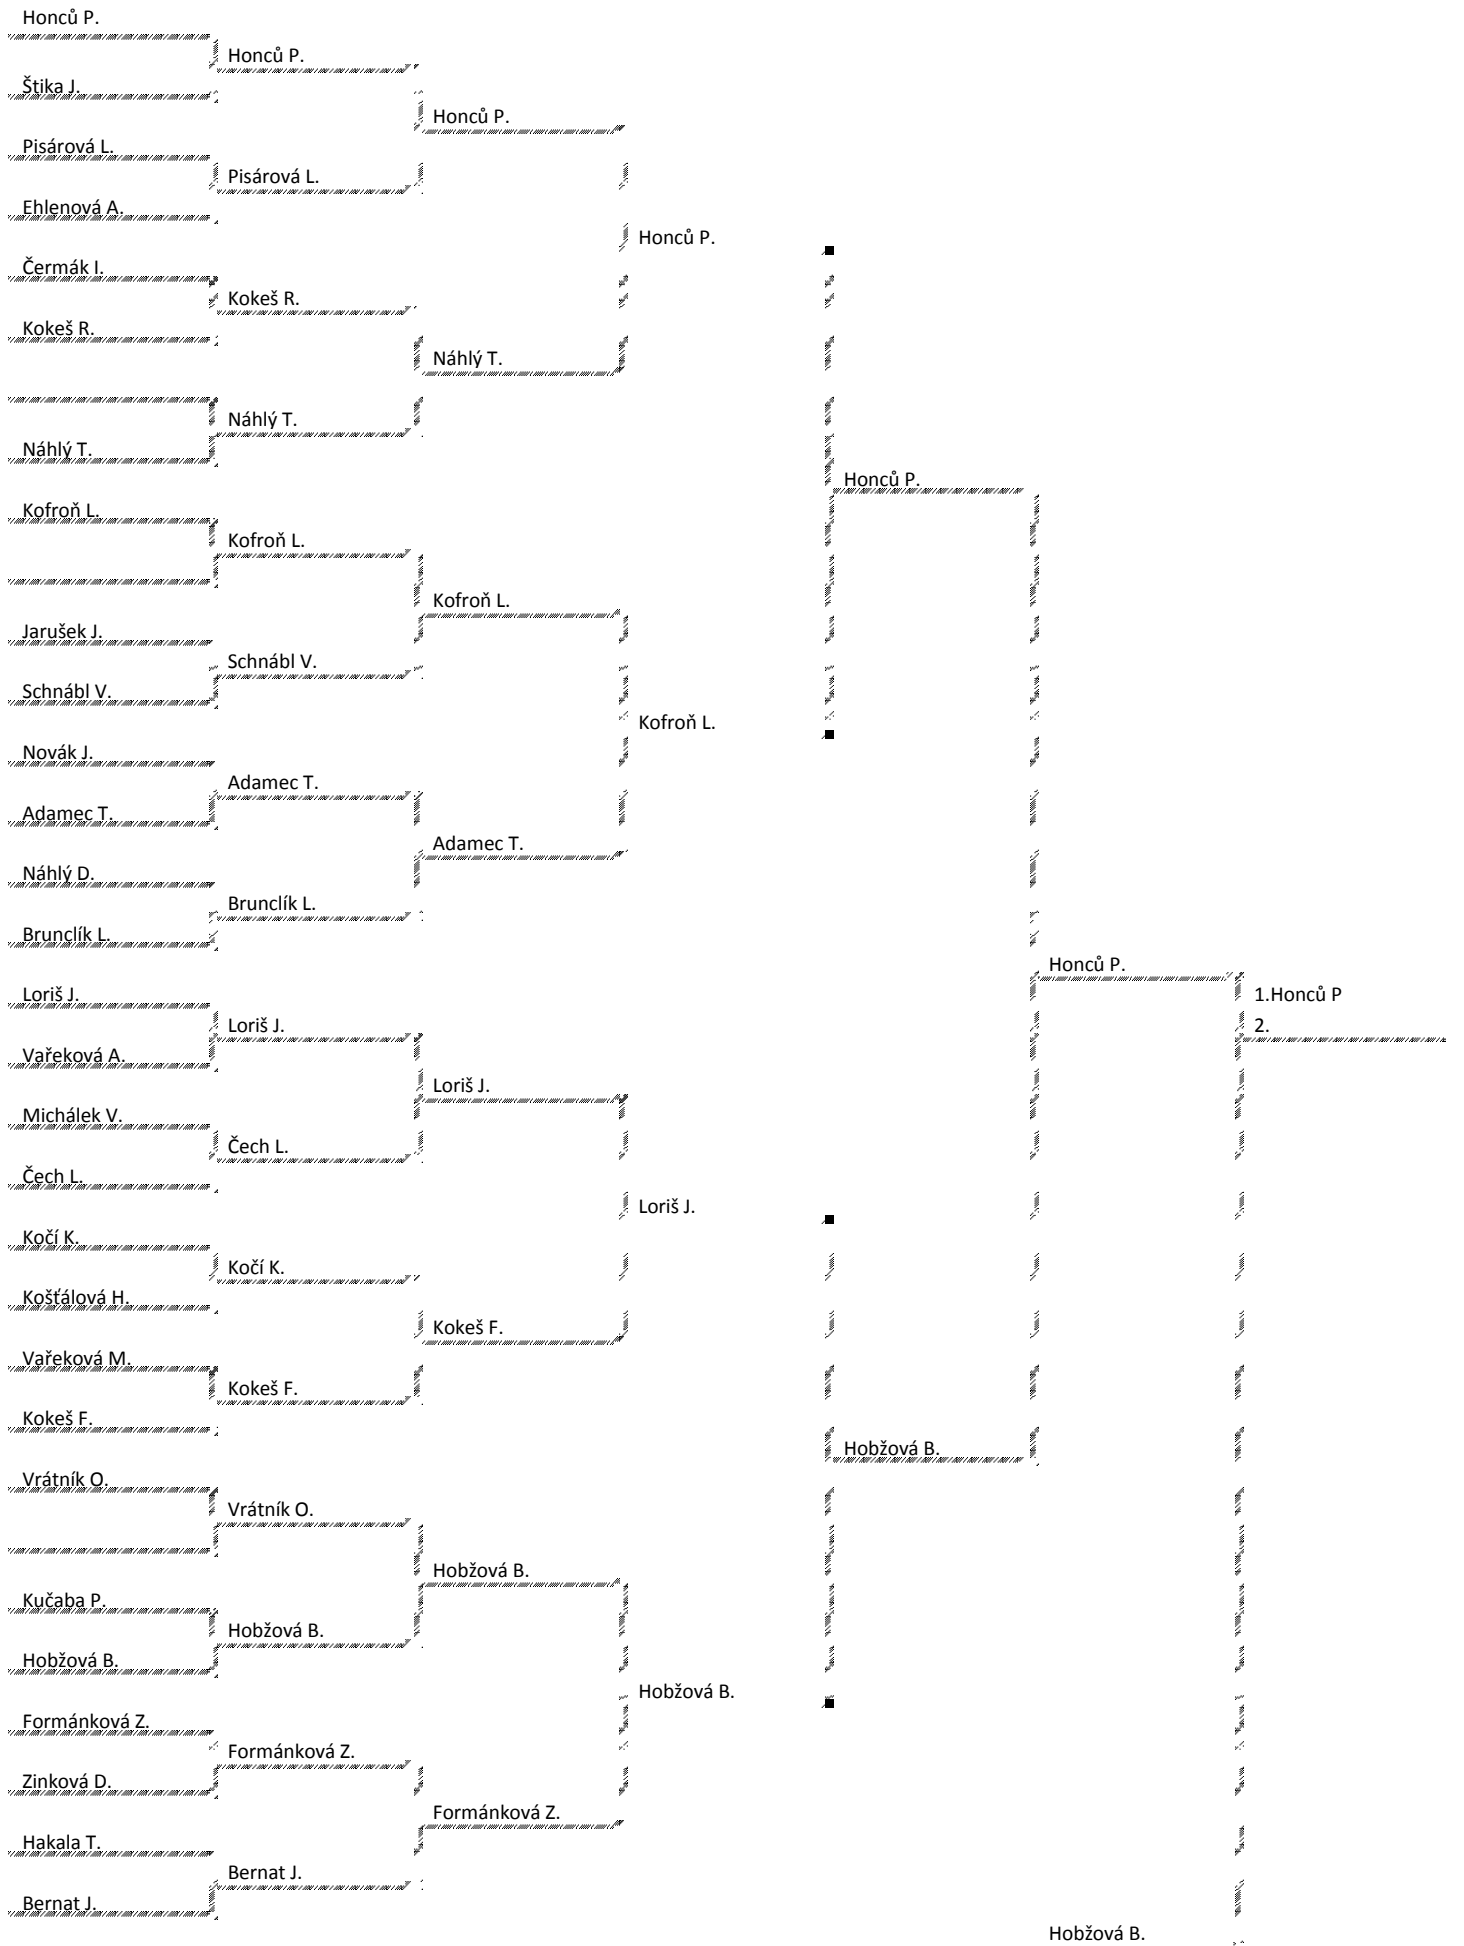 Honců P.
Honců P.
Štika J.
Honců P.
Pisárová L.
Pisárová L.
Ehlenová A.
Honců P.
Čermák I.
Kokeš R.
Kokeš R.
Náhlý T.
Náhlý T.
Náhlý T.
Honců P.
Kofroň L.
Kofroň L.
Kofroň L.
Jarušek J.
Schnábl V.
Schnábl V.
Kofroň L.
Novák J.
Adamec T.
Adamec T.
Adamec T.
Náhlý D.
Brunclík L.
Brunclík L.
Honců P.
Loriš J.
1.Honců P
Loriš J.
2.
Vařeková A.
Loriš J.
Michálek V.
Čech L.
Čech L.
Loriš J.
Kočí K.
Kočí K.
Košťálová H.
Kokeš F.
Vařeková M.
Kokeš F.
Kokeš F.
Hobžová B.
Vrátník O.
Vrátník O.
Hobžová B.
Kučaba P.
Hobžová B.
Hobžová B.
Hobžová B.
Formánková Z.
Formánková Z.
Zinková D.
Formánková Z.
Hakala T.
Bernat J.
Bernat J.
Hobžová B.